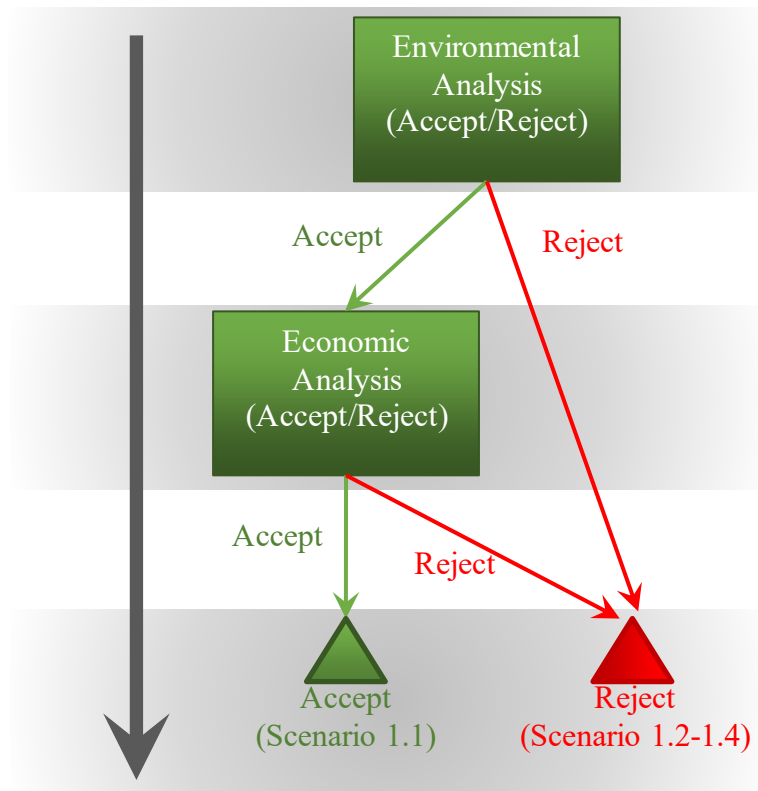 Environmental
Analysis
(Accept/Reject)
Accept
Reject
Economic
Analysis
(Accept/Reject)
Accept
Reject
Accept
(Scenario 1.1)
Reject
(Scenario 1.2-1.4)